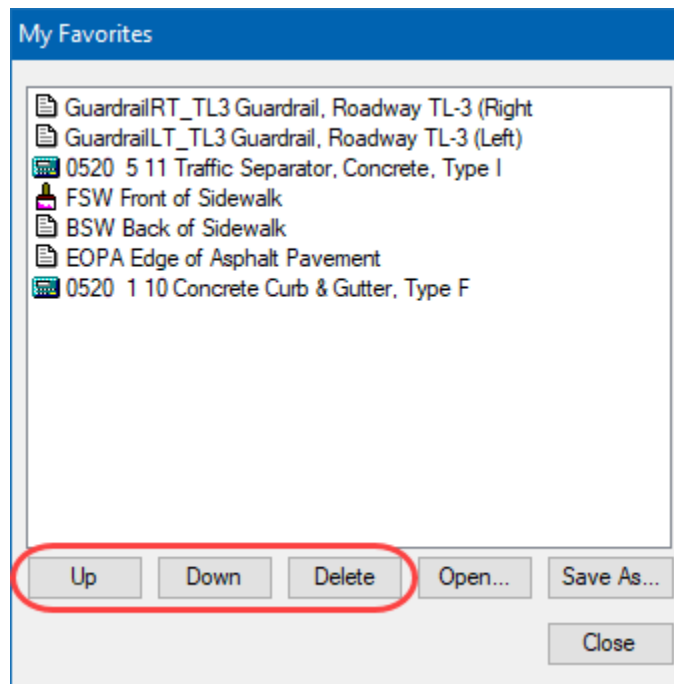 My Favorites
GuardrailRT_TL3 Guardrail, Roadway TL-3 (Right
GuardrailLT_TL3 Guardrail, Roadway TL-3 (Left)
0520  5 11 Traffic Separator, Concrete, Type I
FSW Front of Sidewalk
BSW Back of Sidewalk
EOPA Edge of Asphalt Pavement
0520  1 10 Concrete Curb & Gutter, Type F
Up Down Delete Open... Save As...
Close